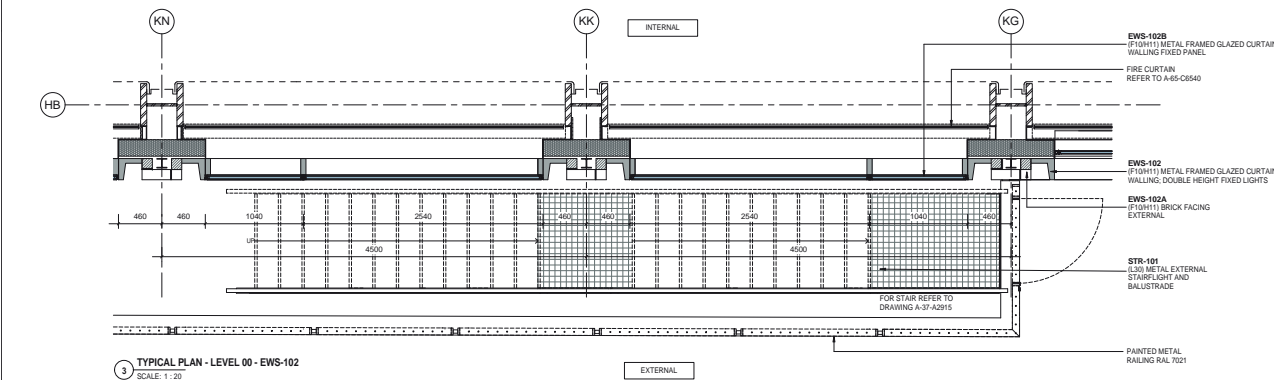 KN
KK
KG
INTERNAL
EWS-102B
(F10/H11) METAL FRAMED GLAZED CURTAIN
WALLING FIXED PANEL
FIRE CURTAIN
REFER TO A-65-C6540
HB
EWS-102
(F10/H11) METAL FRAMED GLAZED CURTAIN
WALLING; DOUBLE HEIGHT FIXED LIGHTS
EWS-102A
(F10/H11) BRICK FACING
EXTERNAL
460 460 1040 2540 460 460 2540 1040 460
UP
4500 4500
STR-101
(L30) METAL EXTERNAL
STAIRFLIGHT AND
BALUSTRADE
FOR STAIR REFER TO
DRAWING A-37-A2915
PAINTED METAL
RAILING RAL 7021
3 TYPICAL PLAN - LEVEL 00 - EWS-102
SCALE: 1 : 20
EXTERNAL